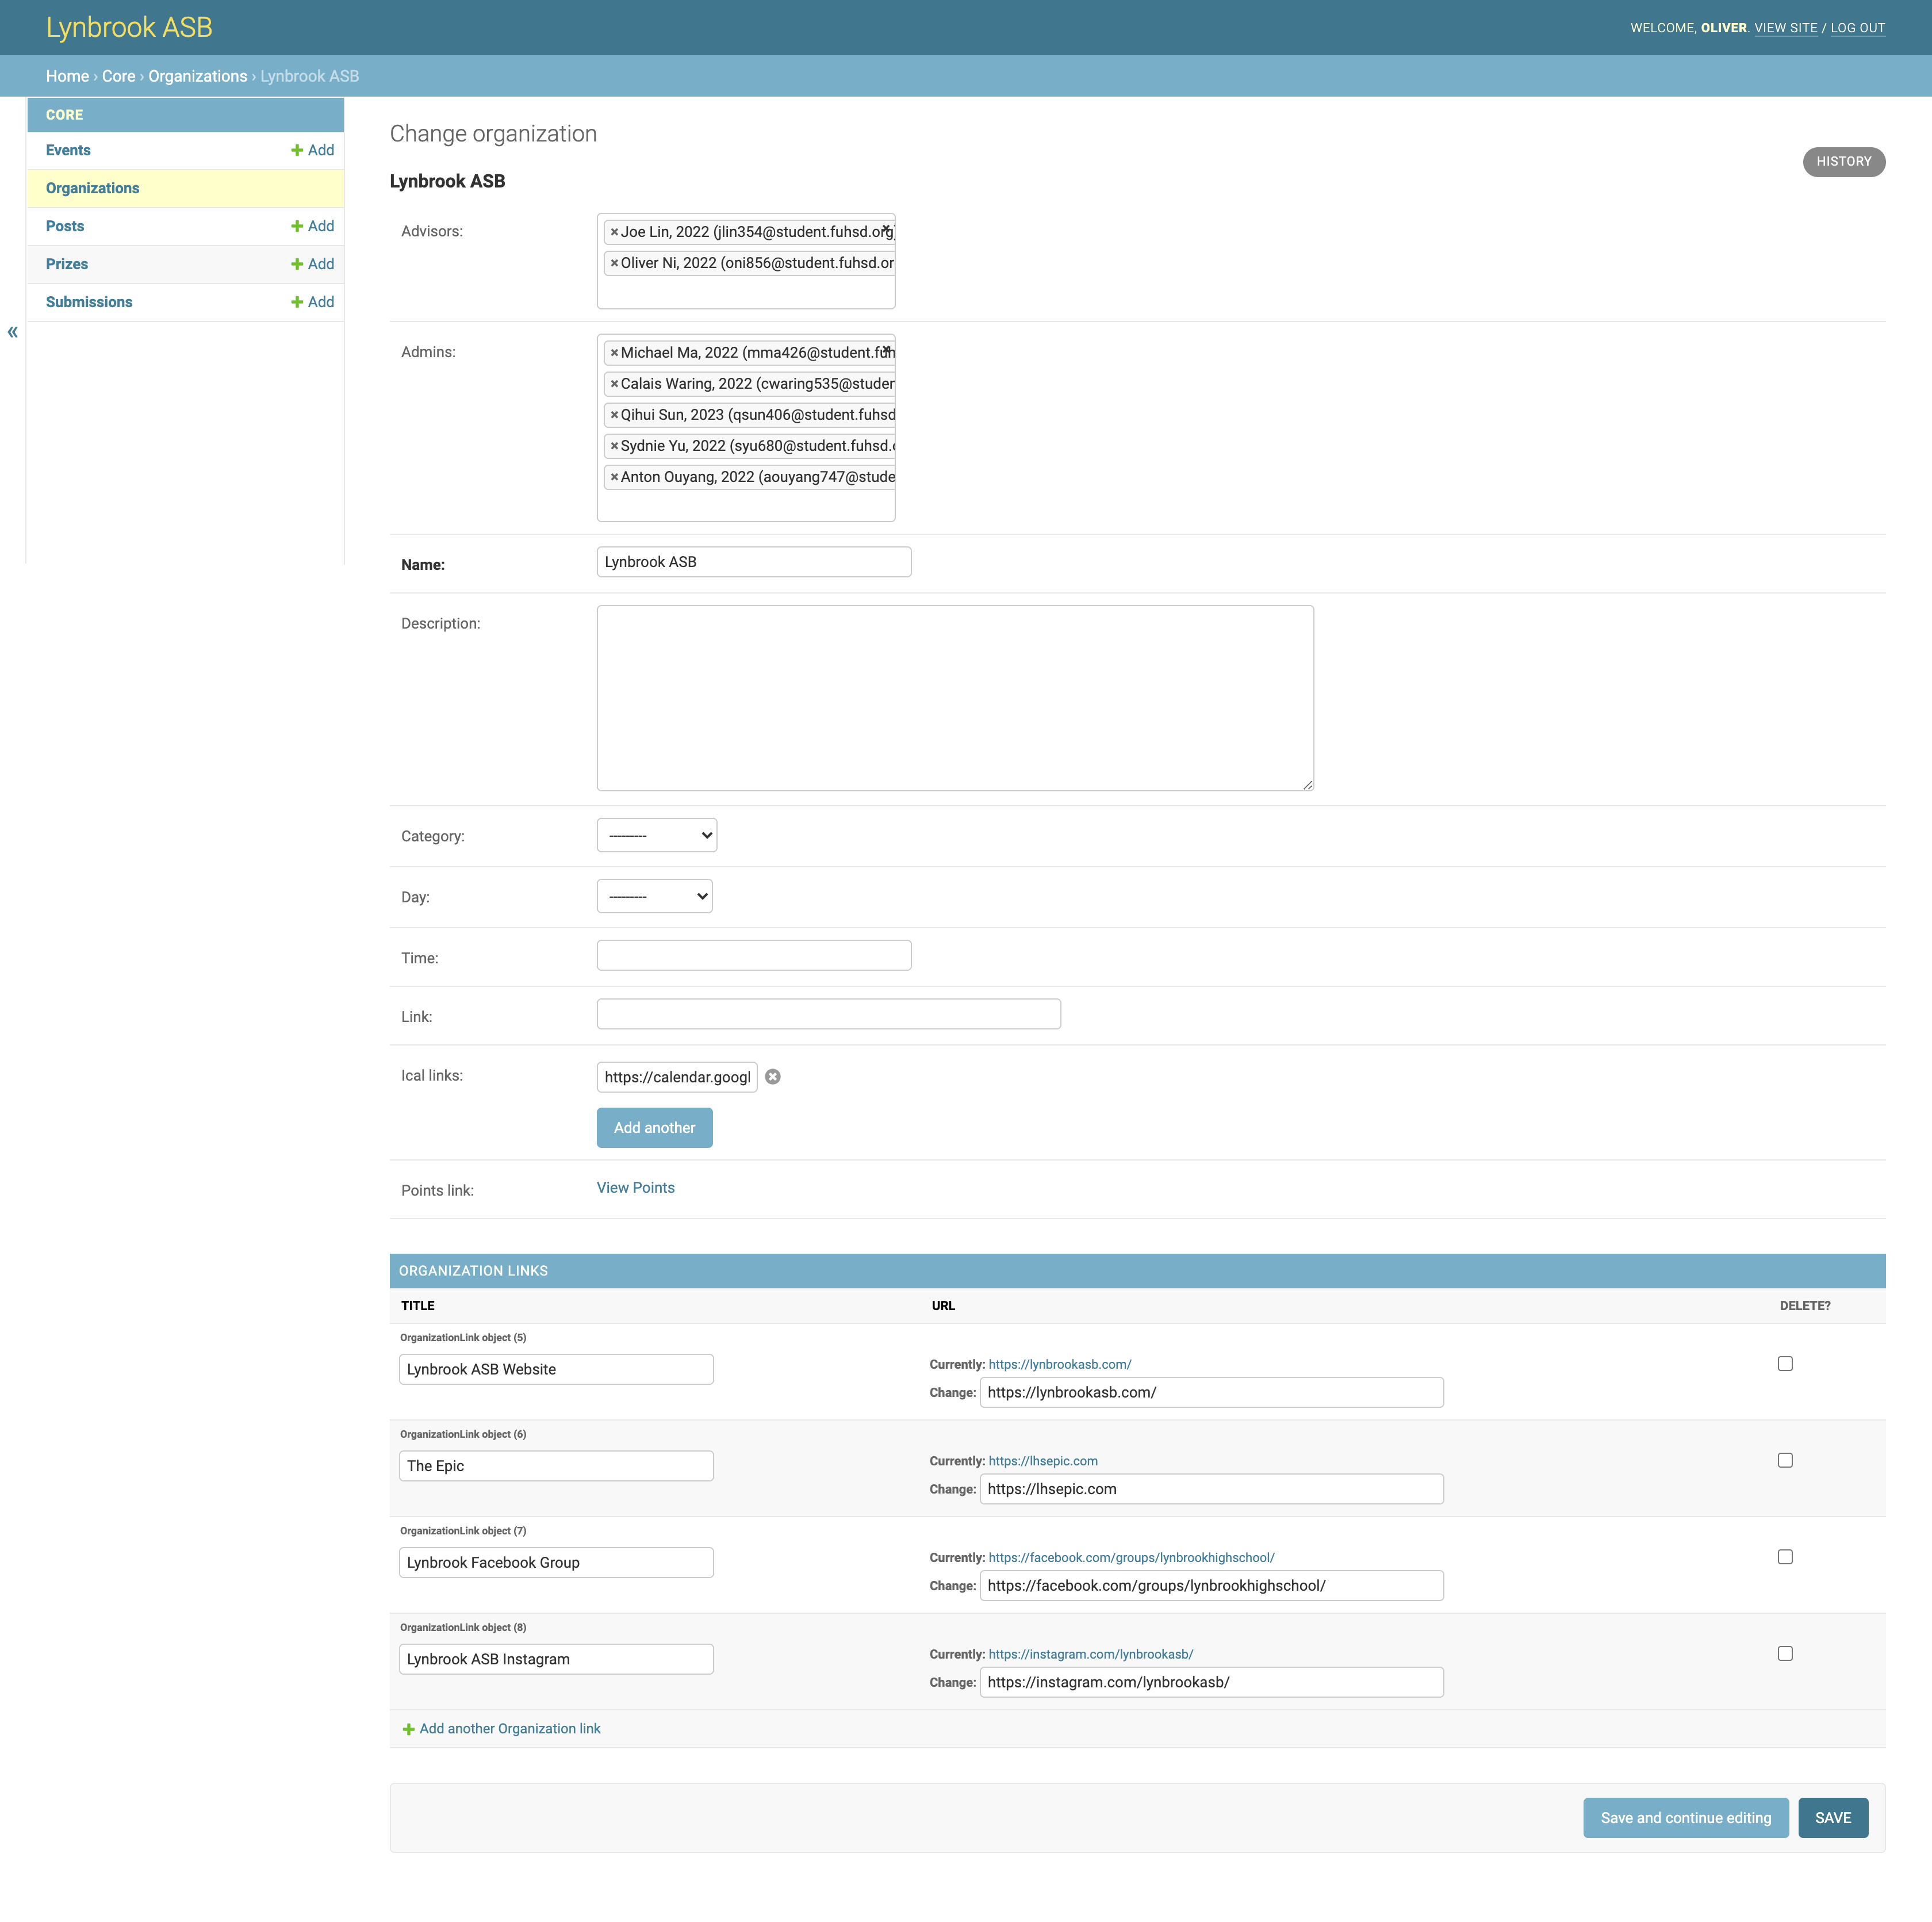 Lynbrook ASB
WELCOME, OLIVER. VIEW SITE / LOG OUT
Home › Core › Organizations › Lynbrook ASB
CORE
Events
Add
Organizations
Posts
Add
Prizes
Add
Submissions
Add
«
Change organization
HISTORY
Lynbrook ASB
Advisors:
×Joe Lin, 2022 (jlin354@student.fuhsd.org)
×Oliver Ni, 2022 (oni856@student.fuhsd.or
Admins:
×Michael Ma, 2022 (mma426@student.fuh
×Calais Waring, 2022 (cwaring535@studen
×Qihui Sun, 2023 (qsun406@student.fuhsd
×Sydnie Yu, 2022 (syu680@student.fuhsd.o
×Anton Ouyang, 2022 (aouyang747@stude
Name:
Lynbrook ASB
Description:
Category:
---------
Day:
---------
Time:
Link:
Ical links:
https://calendar.googl
Add another
Points link:
View Points
ORGANIZATION LINKS
TITLE URL DELETE?
OrganizationLink object (5)
Lynbrook ASB Website
Currently: https://lynbrookasb.com/
Change: https://lynbrookasb.com/
OrganizationLink object (6)
The Epic
Currently: https://lhsepic.com
Change: https://lhsepic.com
OrganizationLink object (7)
Lynbrook Facebook Group
Currently: https://facebook.com/groups/lynbrookhighschool/
Change: https://facebook.com/groups/lynbrookhighschool/
OrganizationLink object (8)
Lynbrook ASB Instagram
Currently: https://instagram.com/lynbrookasb/
Change: https://instagram.com/lynbrookasb/
Add another Organization link
Save and continue editing
SAVE